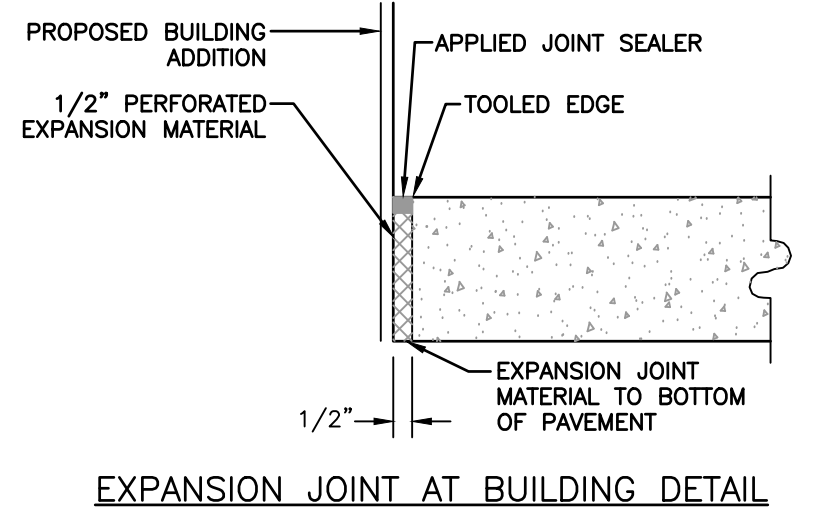 PROPOSED BUILDING
ADDITION
APPLIED JOINT SEALER
1/2" PERFORATED
EXPANSION MATERIAL
TOOLED EDGE
EXPANSION JOINT
MATERIAL TO BOTTOM
OF PAVEMENT
1/2"
EXPANSION JOINT AT BUILDING DETAIL